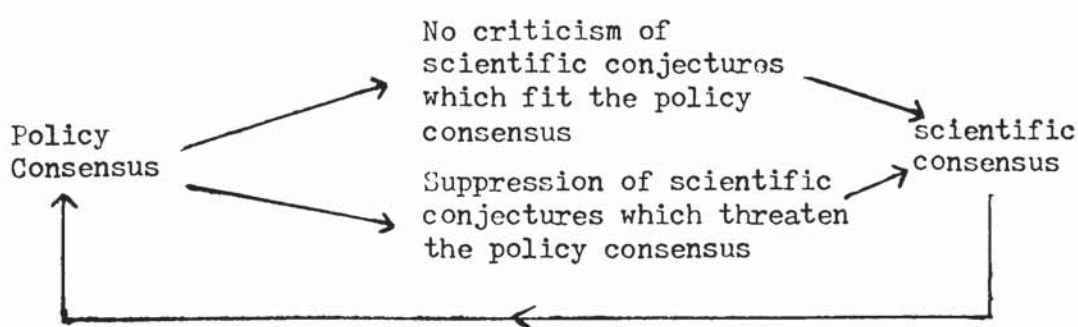 No criticism of
scientific conjectures
which fit the policy
consensus
Policy
Consensus
scientific
consensus
Suppression of scientific
conjectures which threaten
the policy consensus